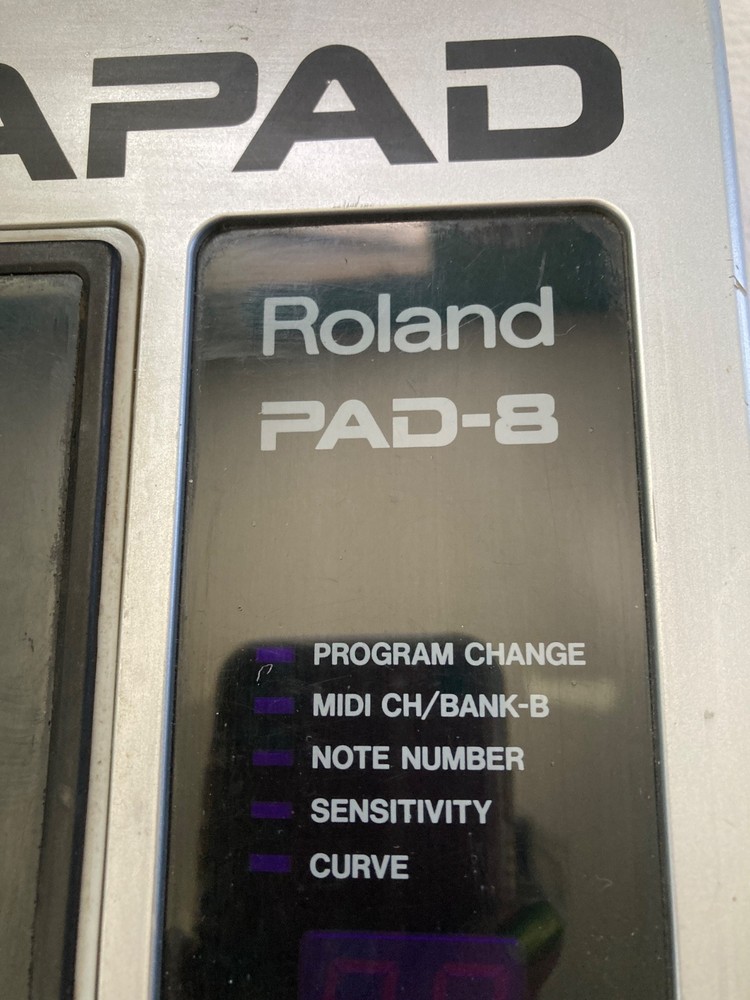 APAD
Roland
PAD-8
PROGRAM CHANGE
MIDI CH/BANK-B
NOTE NUMBER
SENSITIVITY
CURVE